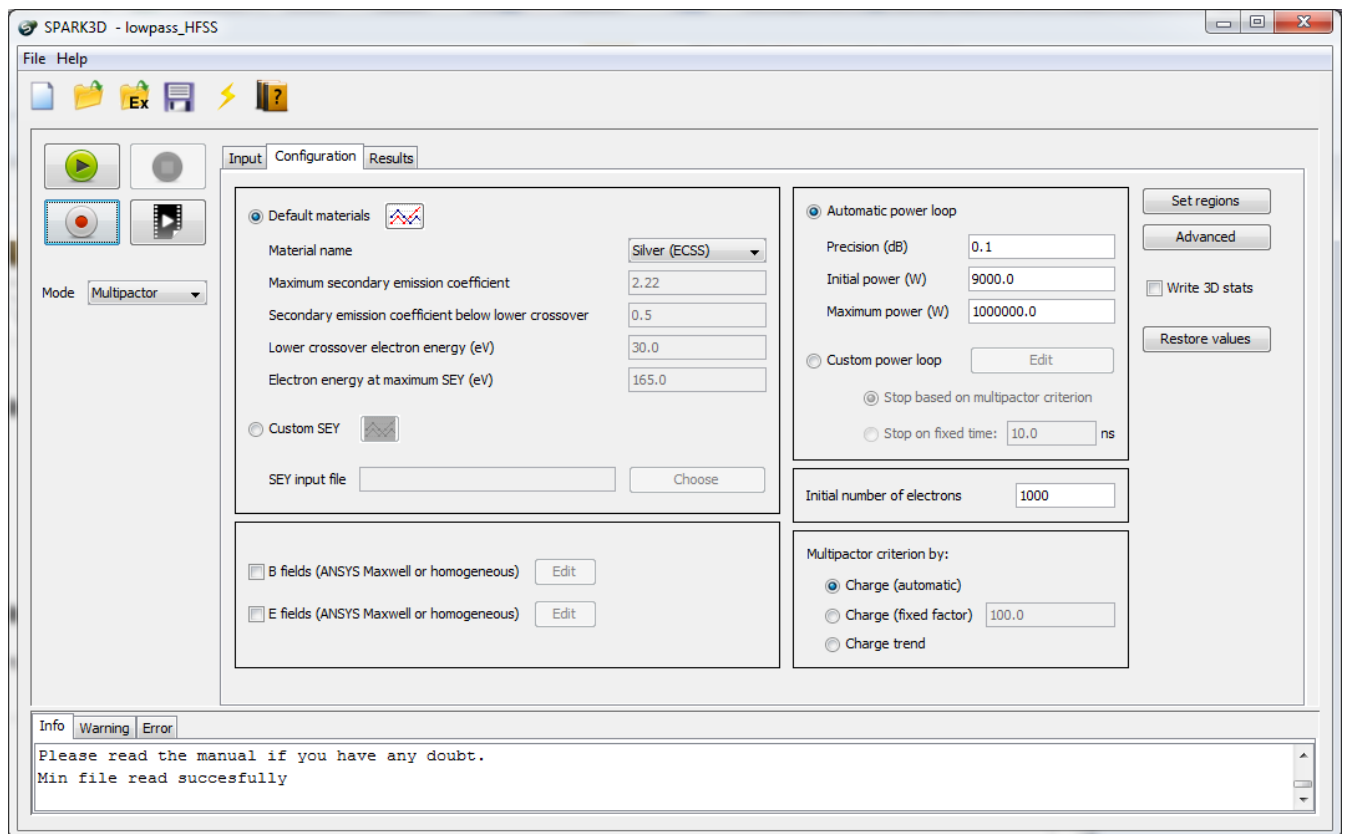 SPARK3D - lowpass_HFSS
File Help
Ex
?
Mode Multipactor
Input Configuration Results
Default materials
Material name Silver (ECSS)
Maximum secondary emission coefficient 2.22
Secondary emission coefficient below lower crossover 0.5
Lower crossover electron energy (eV) 30.0
Electron energy at maximum SEY (eV) 165.0
Custom SEY
SEY input file Choose
B fields (ANSYS Maxwell or homogeneous) Edit
E fields (ANSYS Maxwell or homogeneous) Edit
Automatic power loop
Precision (dB) 0.1
Initial power (W) 9000.0
Maximum power (W) 1000000.0
Custom power loop Edit
Stop based on multipactor criterion
Stop on fixed time: 10.0 ns
Initial number of electrons 1000
Multipactor criterion by:
Charge (automatic)
Charge (fixed factor) 100.0
Charge trend
Set regions
Advanced
Write 3D stats
Restore values
Info Warning Error
Please read the manual if you have any doubt.
Min file read succesfully